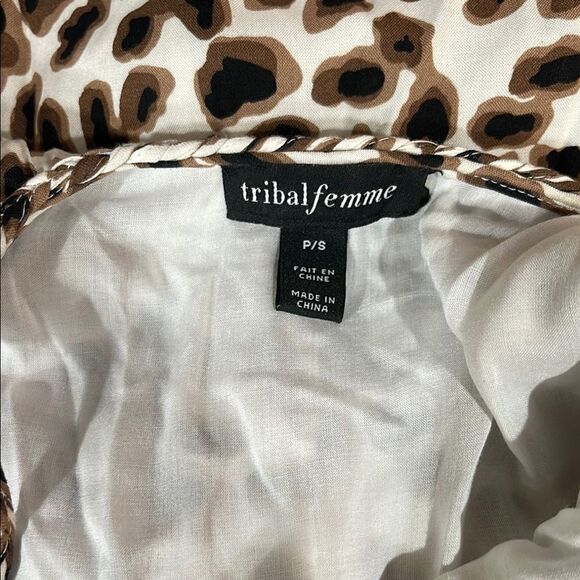 tribalfemme
P/S
FAIT EN
CHINE
MADE IN
CHINA